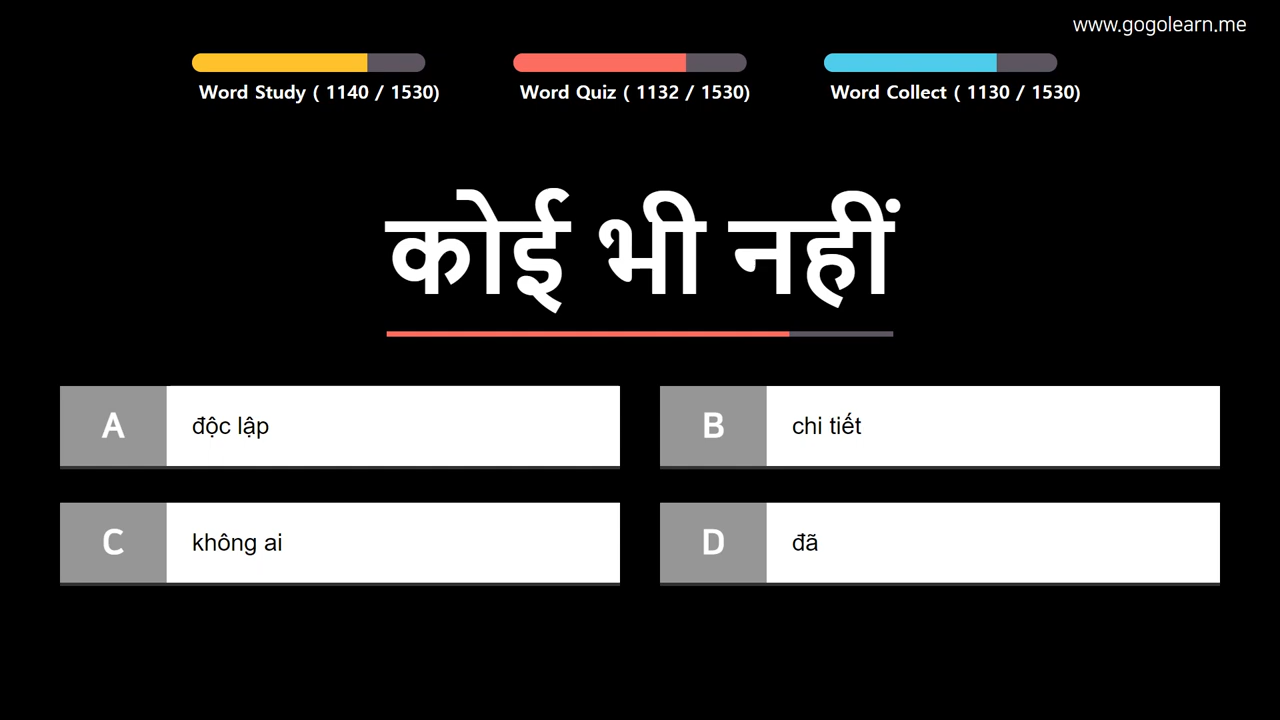 www.gogolearn.me
Word Study ( 1140 / 1530)
Word Quiz ( 1132 / 1530)
Word Collect ( 1130 / 1530)
कोई भी नहीं
A độc lập
B chi tiết
C không ai
D đã